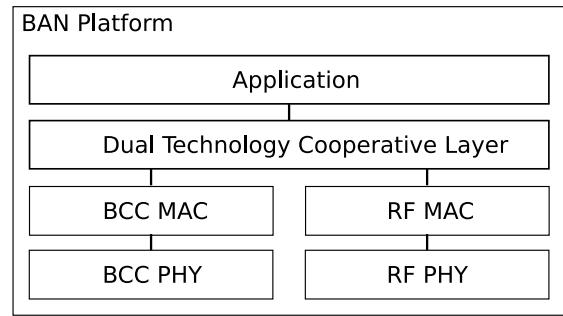 BAN Platform
Application
Dual Technology Cooperative Layer
BCC MAC
RF MAC
BCC PHY
RF PHY